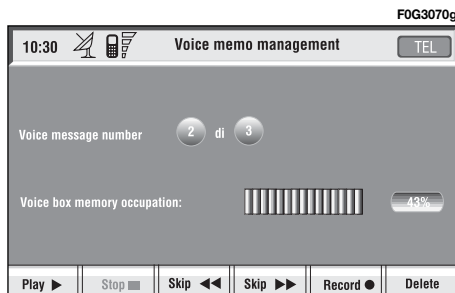 F0G3070g
10:30 Voice memo management TEL
Voice message number 2 di 3
Voice box memory occupation: 43%
Play ▶ Stop ■ Skip ◀◀ Skip ▶▶ Record ● Delete